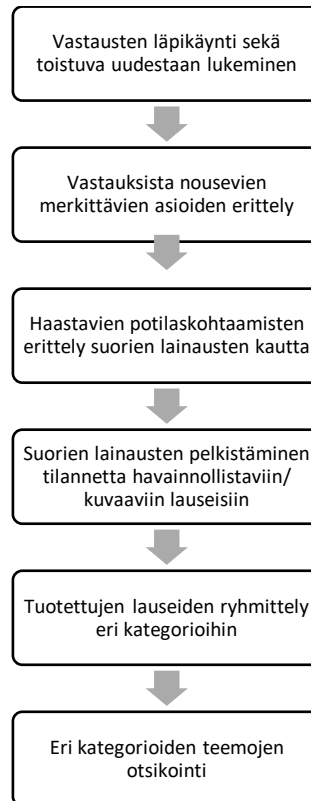 Vastausten läpikäynti sekä
toistuva uudestaan lukeminen
Vastauksista nousevien
merkittävien asioiden erittely
Haastavien potilaskohtaamisten
erittely suorien lainausten kautta
Suorien lainausten pelkistäminen
tilannetta havainnollistaviin/
kuvaaviin lauseisiin
Tuotettujen lauseiden ryhmittely
eri kategorioihin
Eri kategorioiden teemojen
otsikointi